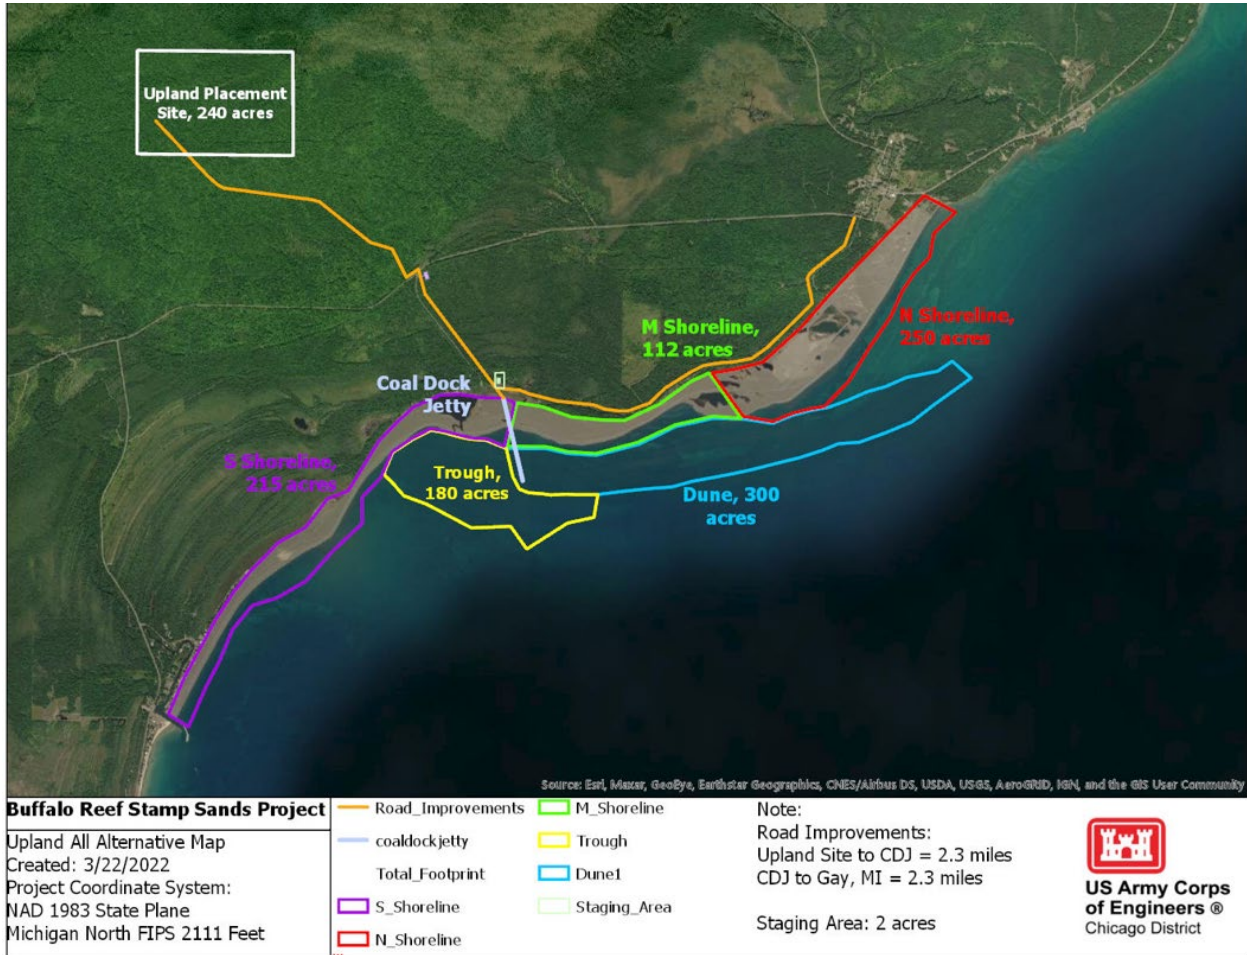 Upland Placement
Site, 240 acres
M Shoreline,
112 acres
N Shoreline,
250 acres
Coal Dock
Jetty
S Shoreline,
215 acres
Trough,
180 acres
Dune, 300
acres
Source: Esri, Maxar, GeoEye, Earthstar Geographics, CNES/Airbus DS, USDA, USGS, AeroGRID, IGN, and the GIS User Community
Buffalo Reef Stamp Sands Project
Upland All Alternative Map
Created: 3/22/2022
Project Coordinate System:
NAD 1983 State Plane
Michigan North FIPS 2111 Feet
Road_Improvements
coaldockjetty
Total_Footprint
S_Shoreline
N_Shoreline
M_Shoreline
Trough
Dune1
Staging_Area
Note:
Road Improvements:
Upland Site to CDJ = 2.3 miles
CDJ to Gay, MI = 2.3 miles
Staging Area: 2 acres
US Army Corps
of Engineers ®
Chicago District